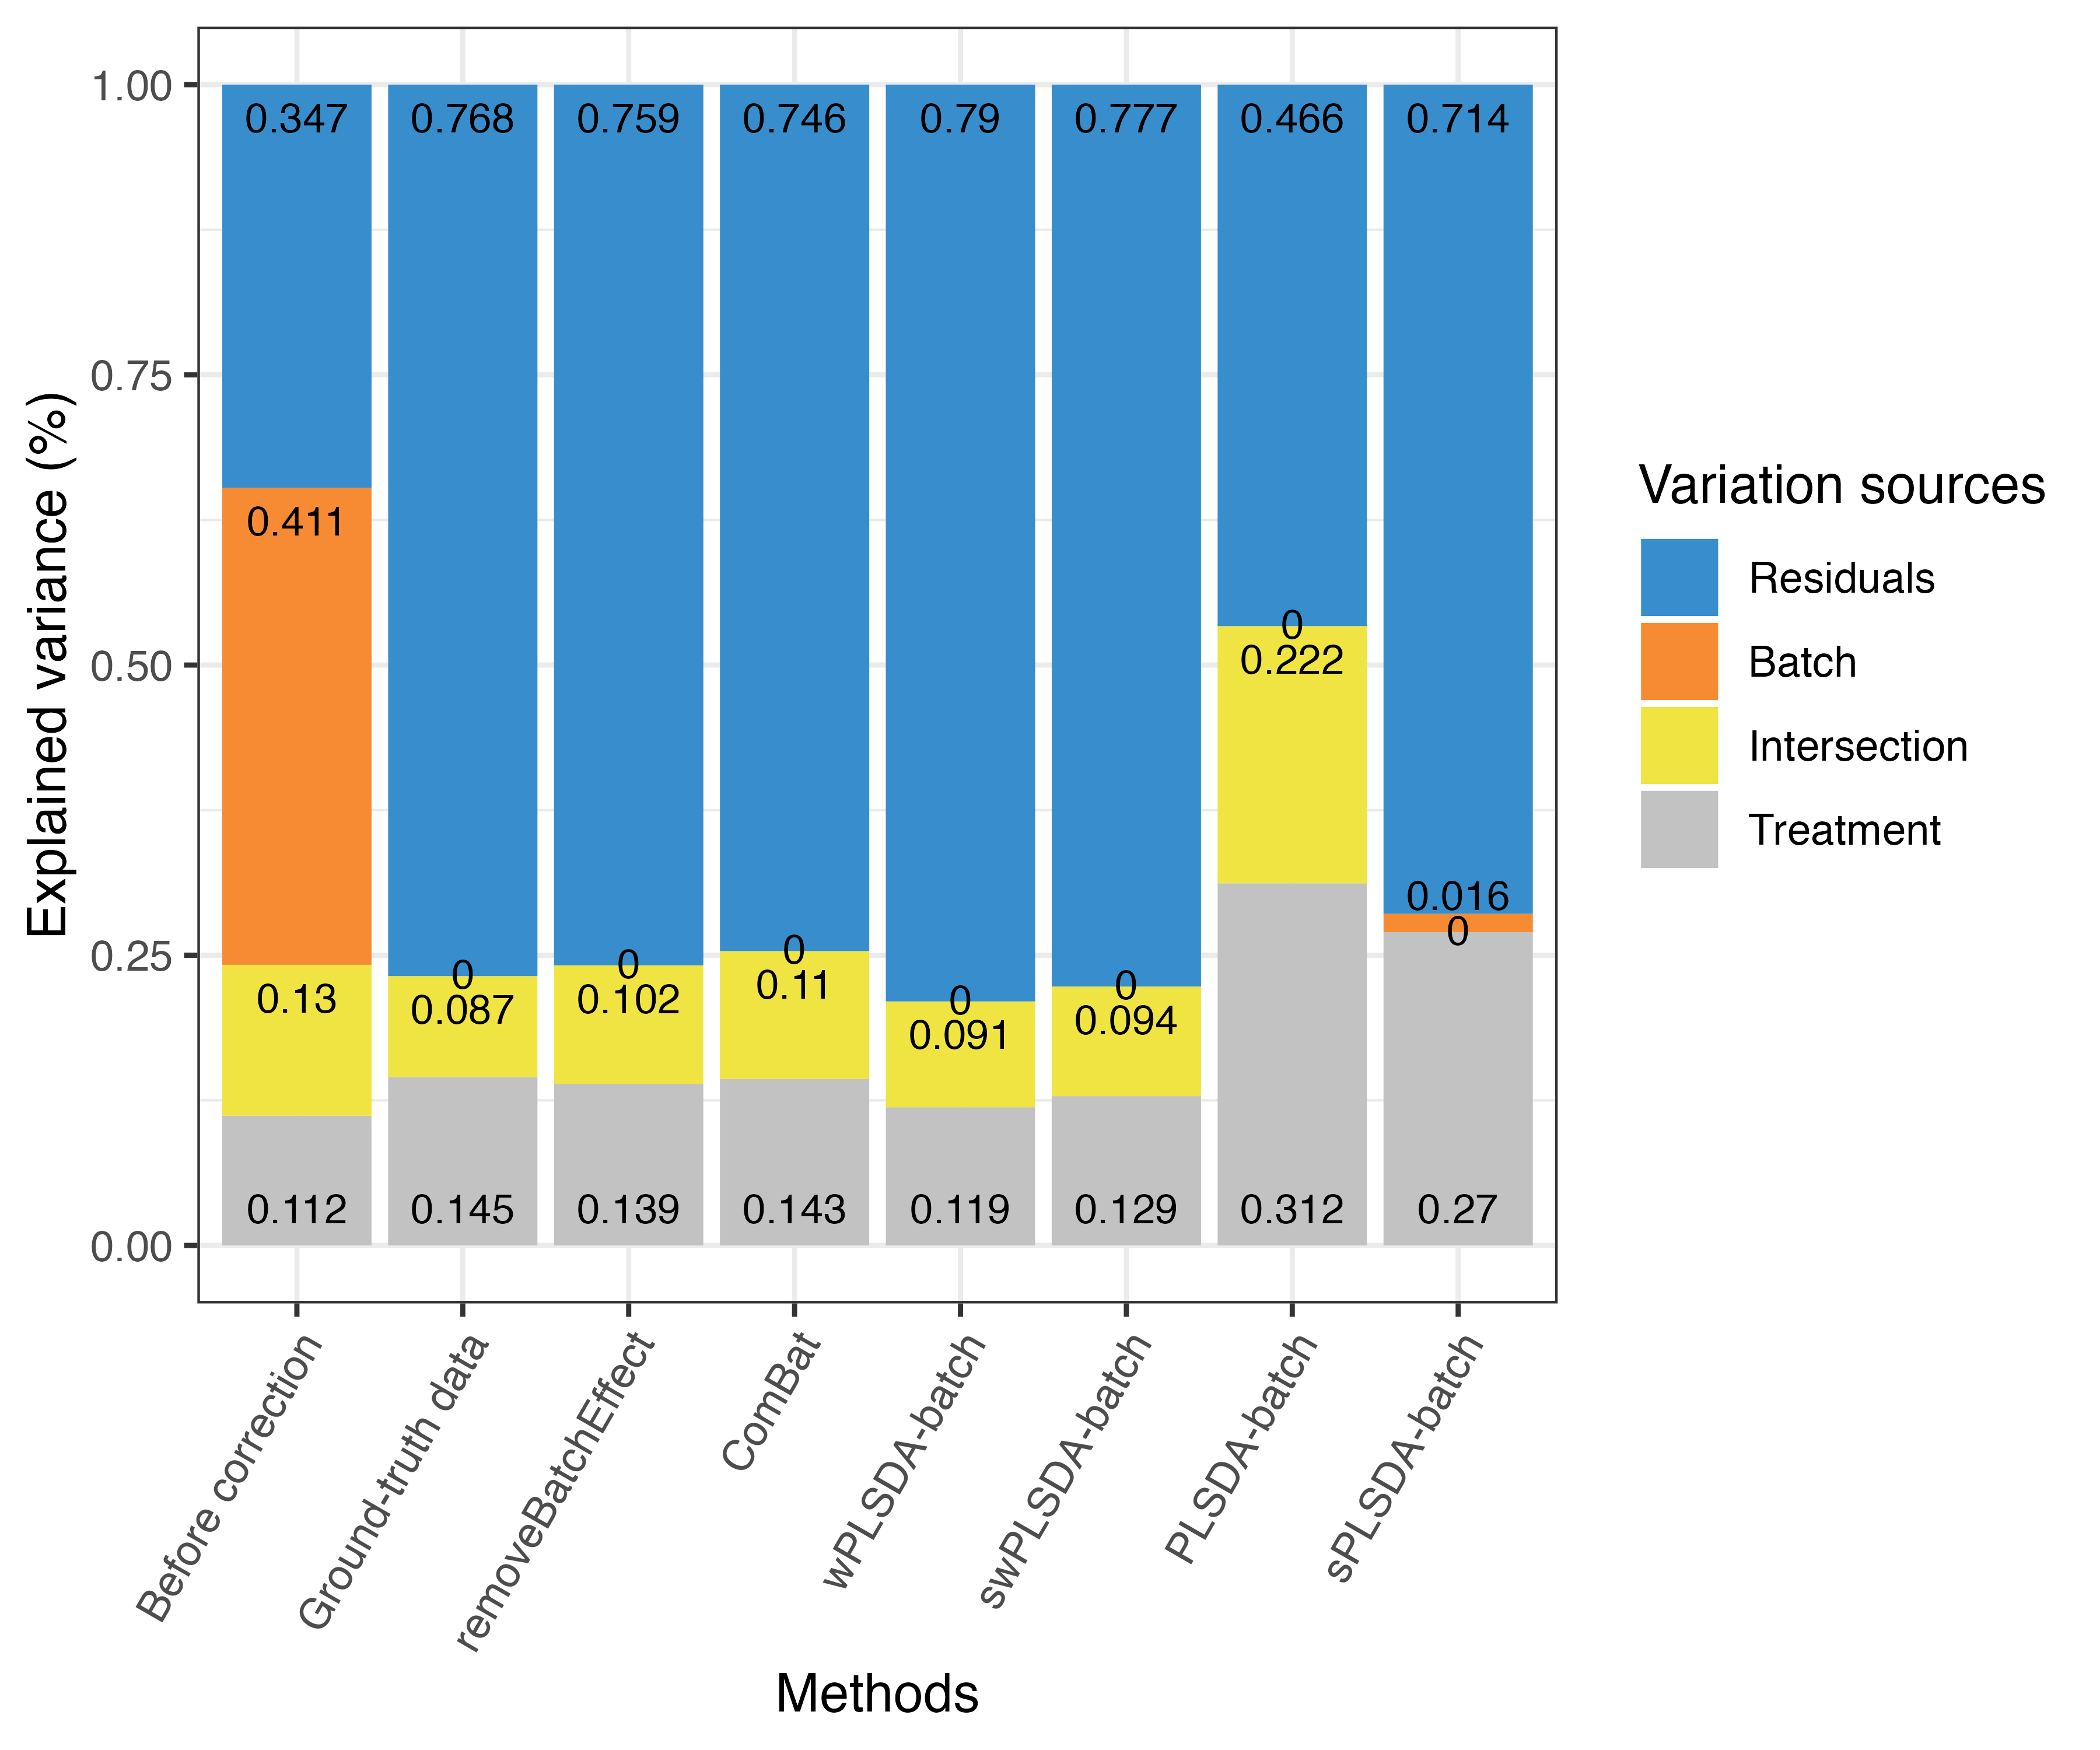 Explained variance (%)
1.00
0.75
0.50
0.25
0.00
0.347 0.768 0.759 0.746 0.79 0.777 0.466 0.714
0.411
0
0.222
0.016
0 0 0 0 0 0
0.13 0.087 0.102 0.11 0.091 0.094
0.112 0.145 0.139 0.143 0.119 0.129 0.312 0.27
Before correction
Ground-truth data
removeBatchEffect
ComBat
wPLSDA-batch
swPLSDA-batch
PLSDA-batch
sPLSDA-batch
Methods
Variation sources
Residuals
Batch
Intersection
Treatment